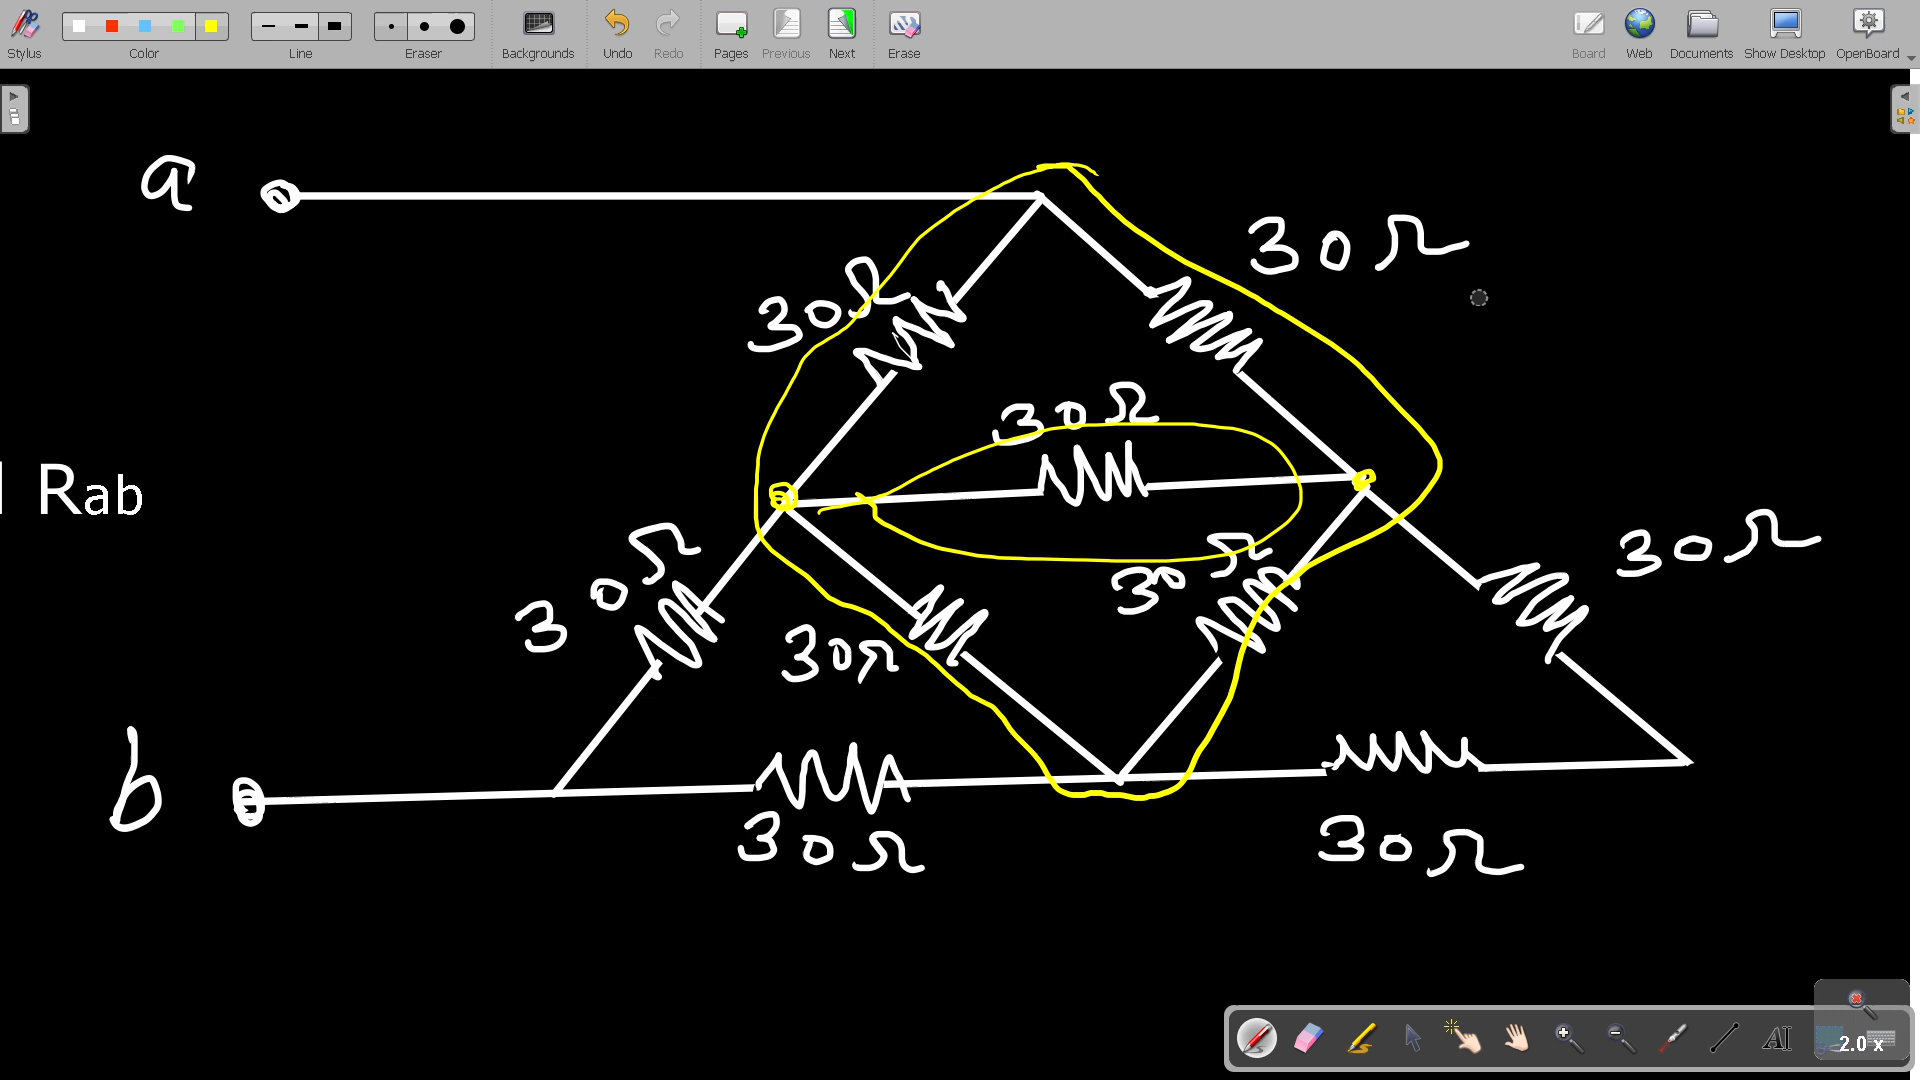 Stylus Color Line Eraser Backgrounds Undo Redo Pages Previous Next Erase Board Web Documents Show Desktop OpenBoard
a
30Ω
30Ω
30Ω
Rab
30Ω
30Ω
30Ω
30Ω
b
30Ω
30Ω
2.0 x